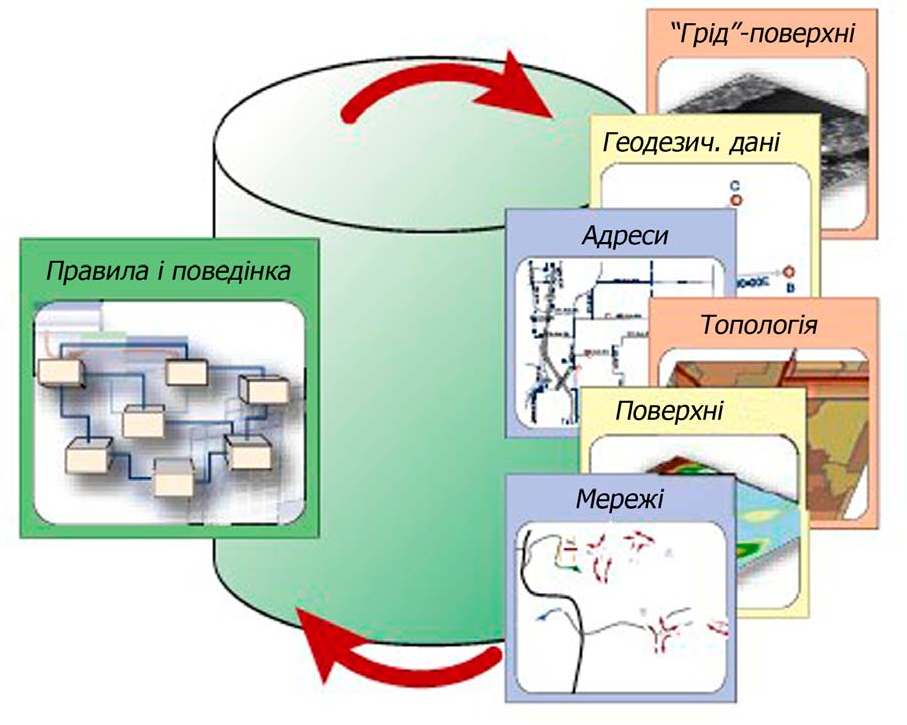 “Грід”-поверхні
Геодезич. дані
C
B
Адреси
Правила і поведінка
Топологія
Поверхні
Мережі